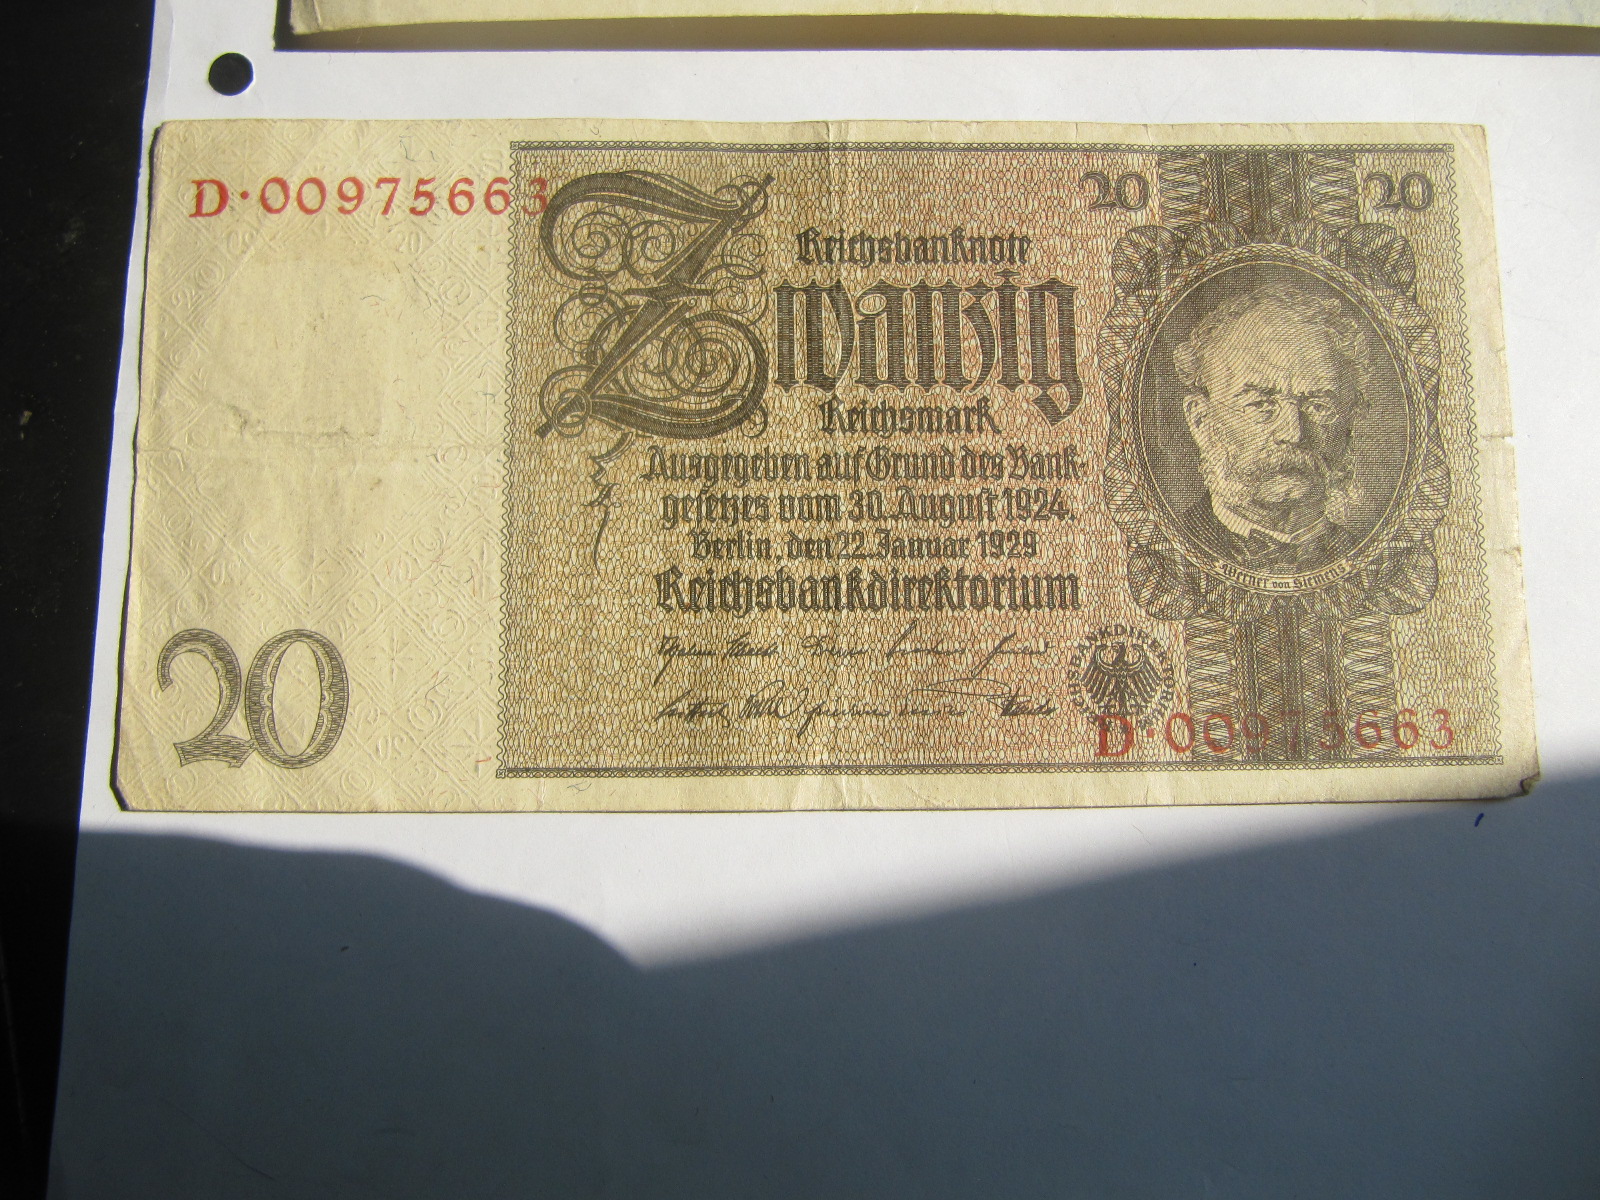 D·00975663
20 20
Reichsbanknote
Zwanzig
Reichsmark
Ausgegeben auf Grund des Bank-
gesetzes vom 30. August 1924.
Berlin, den 22. Januar 1929
Reichsbankdirektorium
Werner von Siemens
20
D·00975663